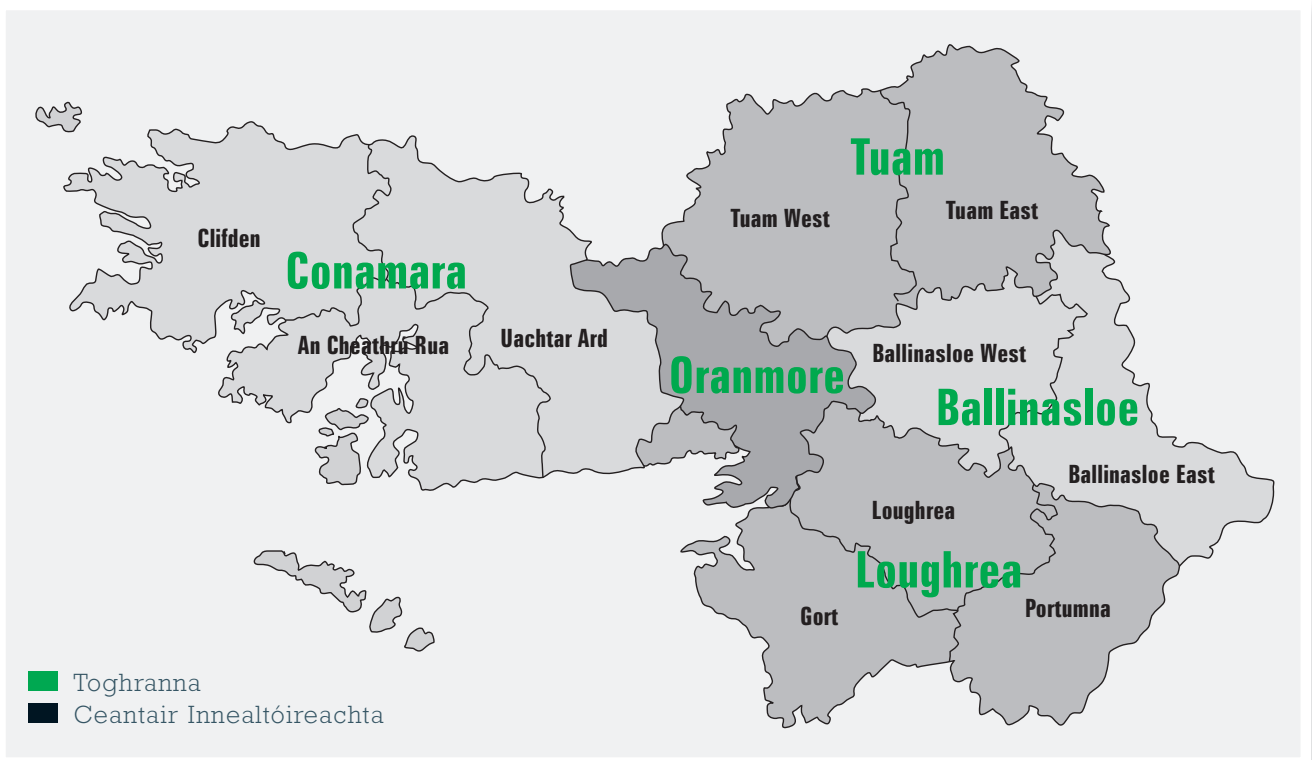 Tuam
Tuam West
Tuam East
Clifden
Conamara
An Cheathrú Rua
Uachtar Ard
Oranmore
Ballinasloe West
Ballinasloe
Ballinasloe East
Loughrea
Loughrea
Gort
Portumna
Toghranna
Ceantair Innealtóireachta